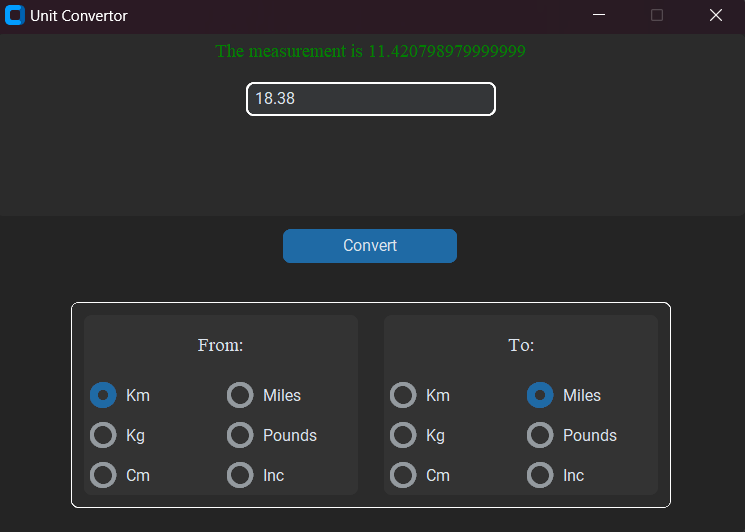 Unit Convertor
The measurement is 11.420798979999999
18.38
Convert
From:
To:
Km Miles
Km Miles
Kg Pounds
Kg Pounds
Cm Inc
Cm Inc